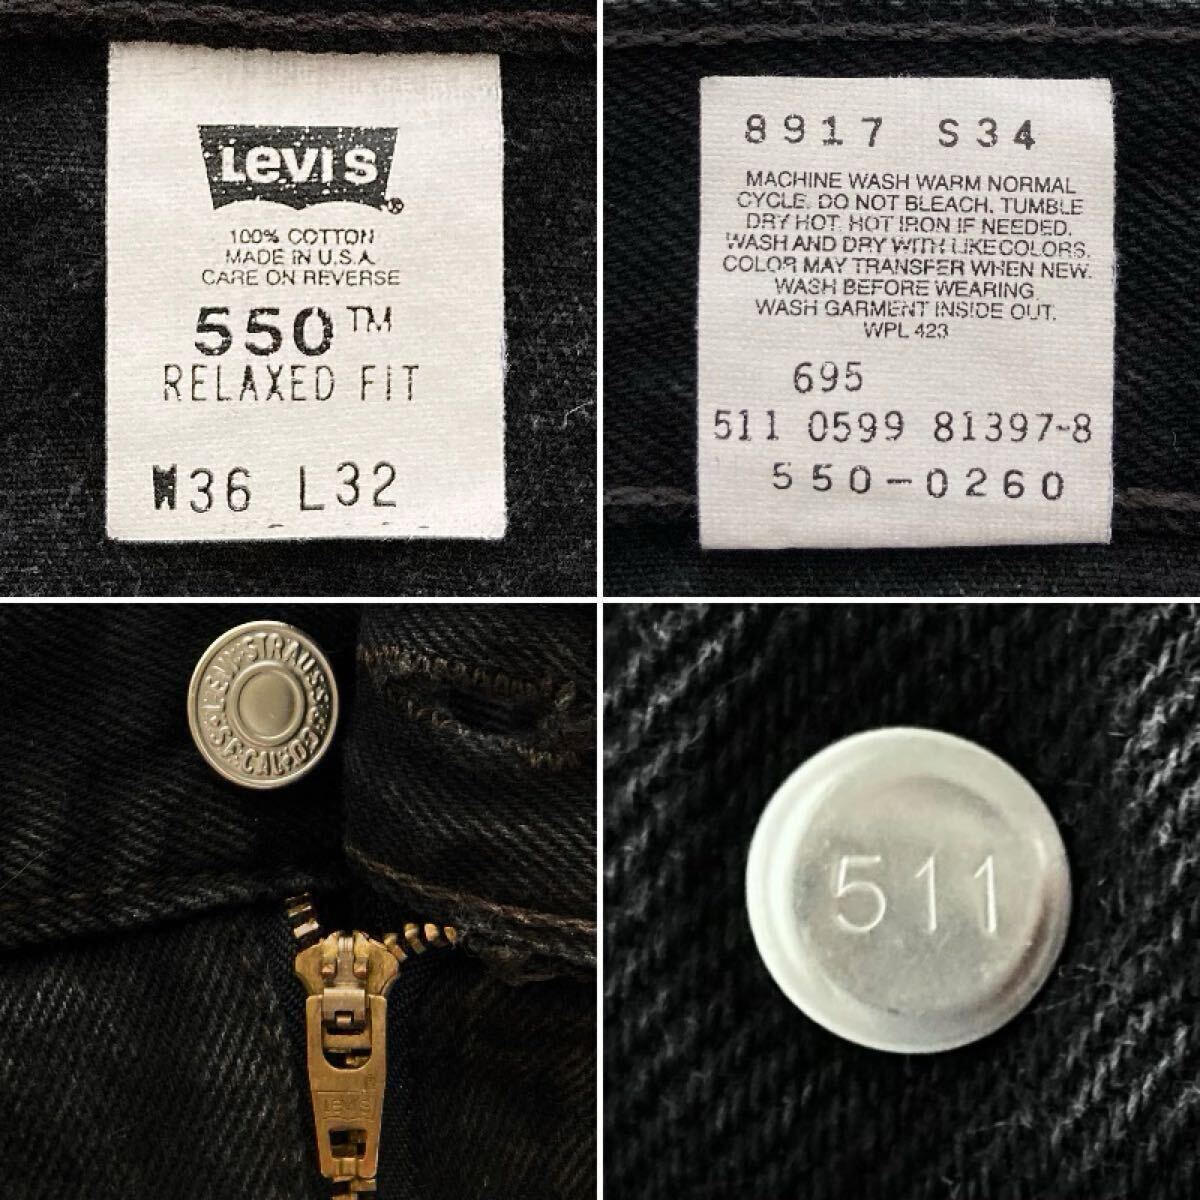 Levi's
®
100% COTTON
MADE IN U.S.A.
CARE ON REVERSE
550™
RELAXED FIT
W36 L32
8917 S34
MACHINE WASH WARM NORMAL
CYCLE. DO NOT BLEACH. TUMBLE
DRY HOT. HOT IRON IF NEEDED.
WASH AND DRY WITH LIKE COLORS.
COLOR MAY TRANSFER WHEN NEW.
WASH BEFORE WEARING.
WASH GARMENT INSIDE OUT.
WPL 423
695
511 0599 81397-8
550-0260
LEVI STRAUSS & CO S.F. CAL
LEVI'S
511